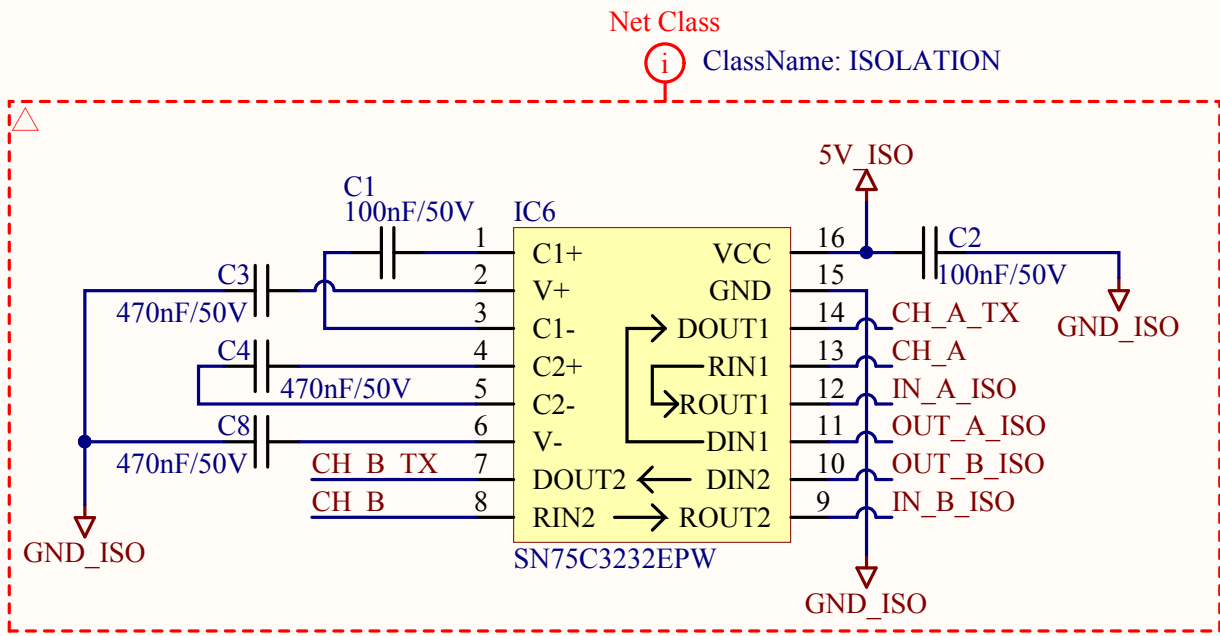 Net Class
i
ClassName: ISOLATION
5V_ISO
C1
100nF/50V
IC6
1
C1+
VCC
16
C2
100nF/50V
GND_ISO
C3
470nF/50V
2
V+
GND
15
3
C1-
DOUT1
14
CH_A_TX
C4
470nF/50V
4
C2+
RIN1
13
CH_A
5
C2-
ROUT1
12
IN_A_ISO
C8
470nF/50V
6
V-
DIN1
11
OUT_A_ISO
CH_B_TX
7
DOUT2
DIN2
10
OUT_B_ISO
CH_B
8
RIN2
ROUT2
9
IN_B_ISO
GND_ISO
SN75C3232EPW
GND_ISO